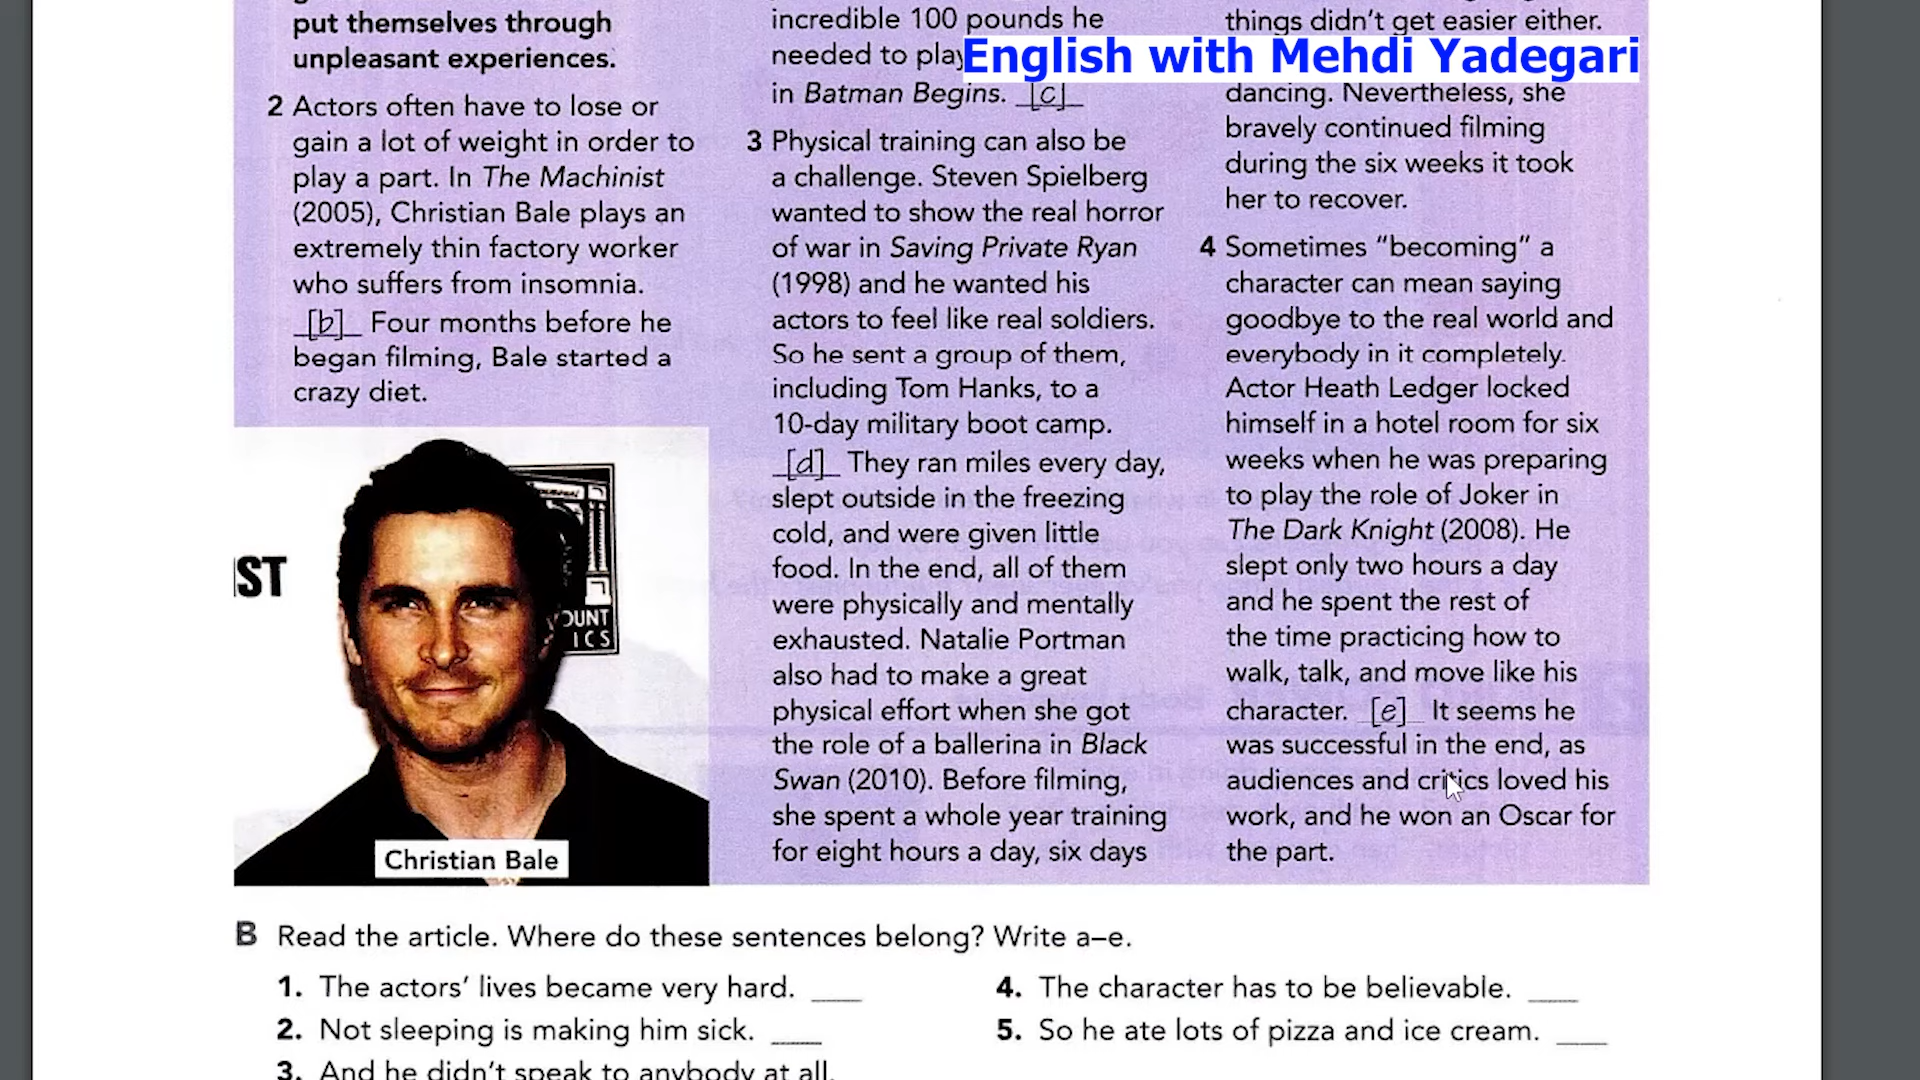 put themselves through
unpleasant experiences.
2 Actors often have to lose or
gain a lot of weight in order to
play a part. In The Machinist
(2005), Christian Bale plays an
extremely thin factory worker
who suffers from insomnia.
[b] Four months before he
began filming, Bale started a
crazy diet.
IST
OUNT
ICS
Christian Bale
incredible 100 pounds he
needed to play
in Batman Begins. [c]
3 Physical training can also be
a challenge. Steven Spielberg
wanted to show the real horror
of war in Saving Private Ryan
(1998) and he wanted his
actors to feel like real soldiers.
So he sent a group of them,
including Tom Hanks, to a
10-day military boot camp.
[d] They ran miles every day,
slept outside in the freezing
cold, and were given little
food. In the end, all of them
were physically and mentally
exhausted. Natalie Portman
also had to make a great
physical effort when she got
the role of a ballerina in Black
Swan (2010). Before filming,
she spent a whole year training
for eight hours a day, six days
things didn't get easier either.
English with Mehdi Yadegari
dancing. Nevertheless, she
bravely continued filming
during the six weeks it took
her to recover.
4 Sometimes "becoming" a
character can mean saying
goodbye to the real world and
everybody in it completely.
Actor Heath Ledger locked
himself in a hotel room for six
weeks when he was preparing
to play the role of Joker in
The Dark Knight (2008). He
slept only two hours a day
and he spent the rest of
the time practicing how to
walk, talk, and move like his
character. [e] It seems he
was successful in the end, as
audiences and critics loved his
work, and he won an Oscar for
the part.
B Read the article. Where do these sentences belong? Write a–e.
1. The actors' lives became very hard. ____
2. Not sleeping is making him sick. ____
3. And he didn't speak to anybody at all.
4. The character has to be believable. ____
5. So he ate lots of pizza and ice cream. ____